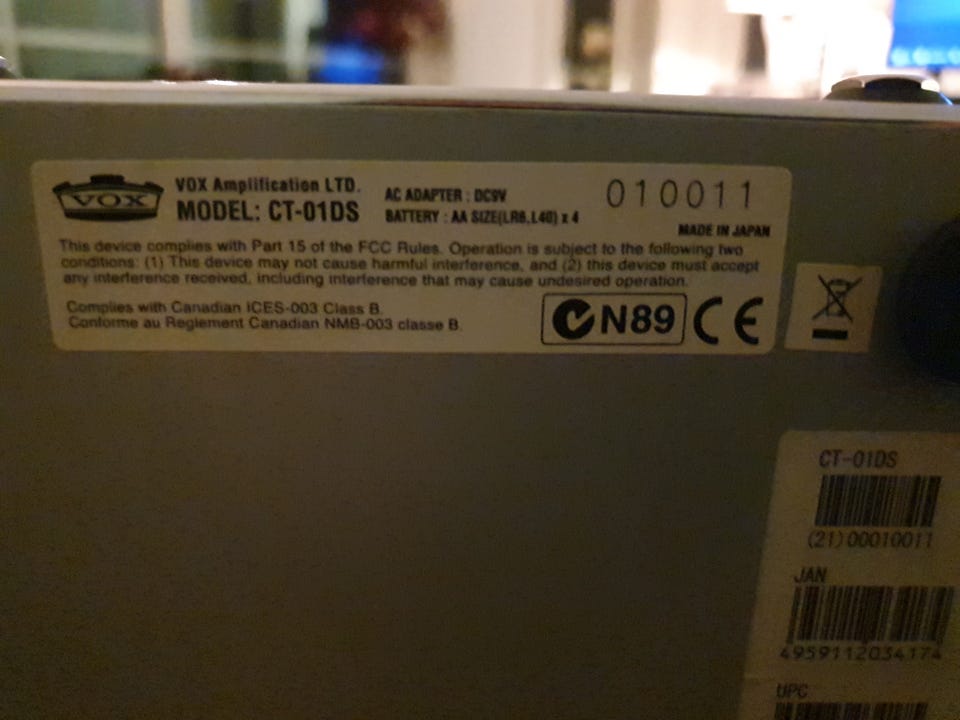 VOX
VOX Amplification LTD.
MODEL: CT-01DS
AC ADAPTER : DC9V
BATTERY : AA SIZE(LR6,L40) x 4
010011
MADE IN JAPAN
This device complies with Part 15 of the FCC Rules. Operation is subject to the following two
conditions: (1) This device may not cause harmful interference, and (2) this device must accept
any interference received, including interference that may cause undesired operation.
Complies with Canadian ICES-003 Class B.
Conforme au Reglement Canadian NMB-003 classe B.
N89 CE
CT-01DS
(21)00010011
JAN
4959112034174
UPC